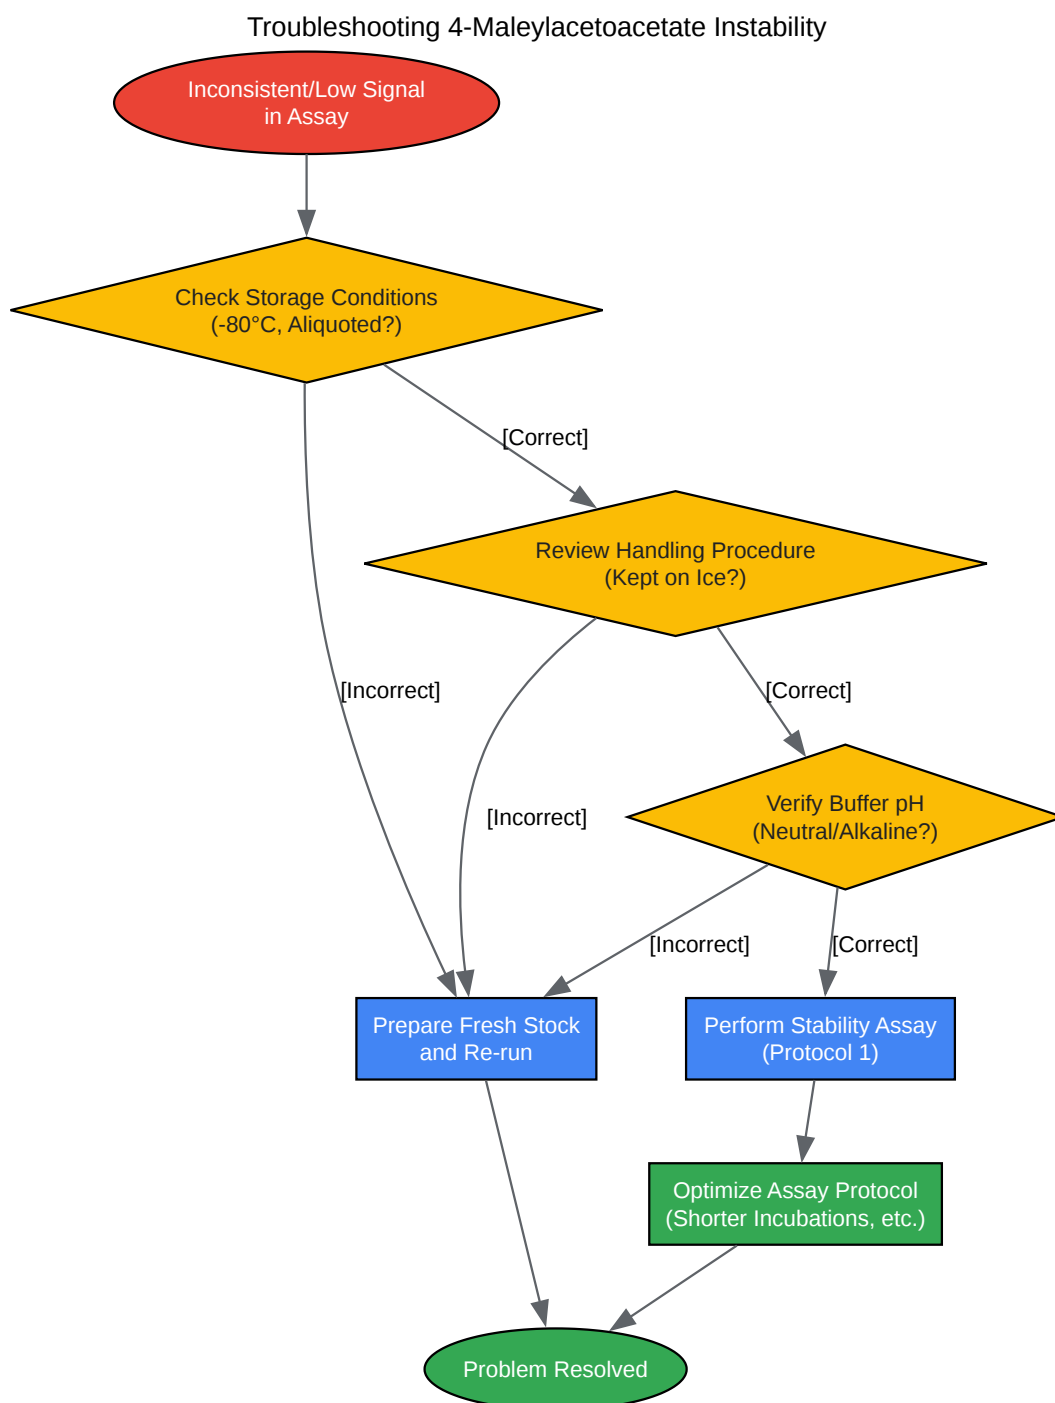 Troubleshooting 4-Maleylacetoacetate Instability
Inconsistent/Low Signal
in Assay
Check Storage Conditions
(-80°C, Aliquoted?)
[Correct]
Review Handling Procedure
(Kept on Ice?)
[Incorrect]
[Correct]
Verify Buffer pH
(Neutral/Alkaline?)
[Incorrect]
[Incorrect]
[Correct]
Prepare Fresh Stock
and Re-run
Perform Stability Assay
(Protocol 1)
Optimize Assay Protocol
(Shorter Incubations, etc.)
Problem Resolved